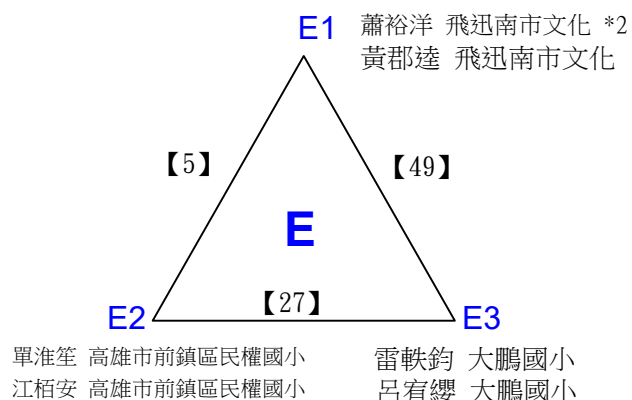 E1 蕭裕洋 飛迅南市文化 *2
黃郡逵 飛迅南市文化
【5】 【49】
E
【27】
E2 E3
單淮笙 高雄市前鎮區民權國小 雷軼鈞 大鵬國小
江栢安 高雄市前鎮區民權國小 呂宥纓 大鵬國小